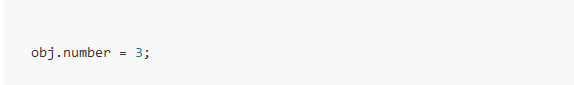 obj.number = 3;